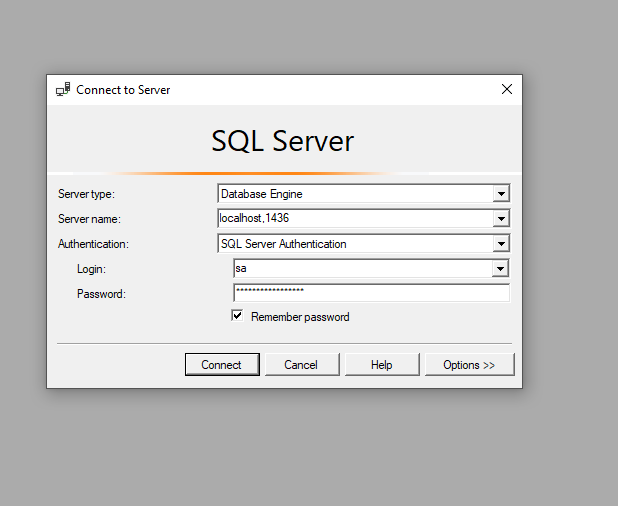 Connect to Server
SQL Server
Server type: Database Engine
Server name: localhost,1436
Authentication: SQL Server Authentication
Login: sa
Password: *****************
Remember password
Connect Cancel Help Options >>